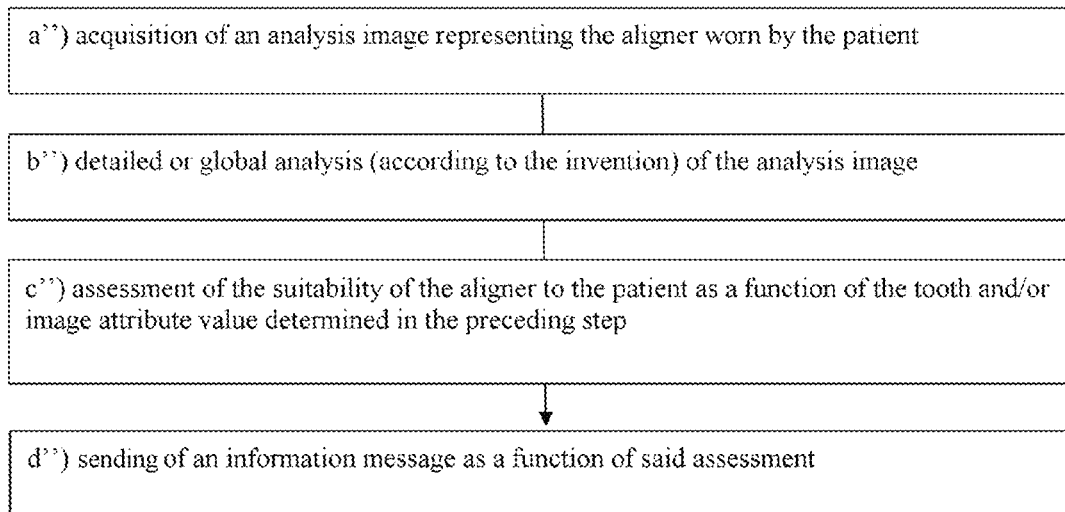 a’’) acquisition of an analysis image representing the aligner worn by the patient
b’’) detailed or global analysis (according to the invention) of the analysis image
c’’) assessment of the suitability of the aligner to the patient as a function of the tooth and/or
image attribute value determined in the preceding step
d’’) sending of an information message as a function of said assessment